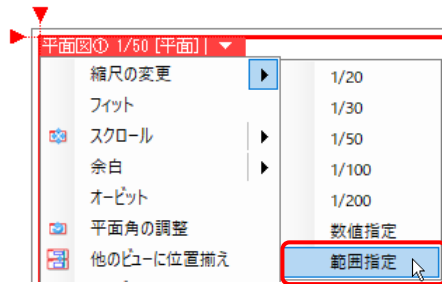 平面図① 1/50 [平面] | ▼
縮尺の変更
フィット
スクロール
余白
オービット
平面角の調整
他のビューに位置揃え
1/20
1/30
1/50
1/100
1/200
数値指定
範囲指定